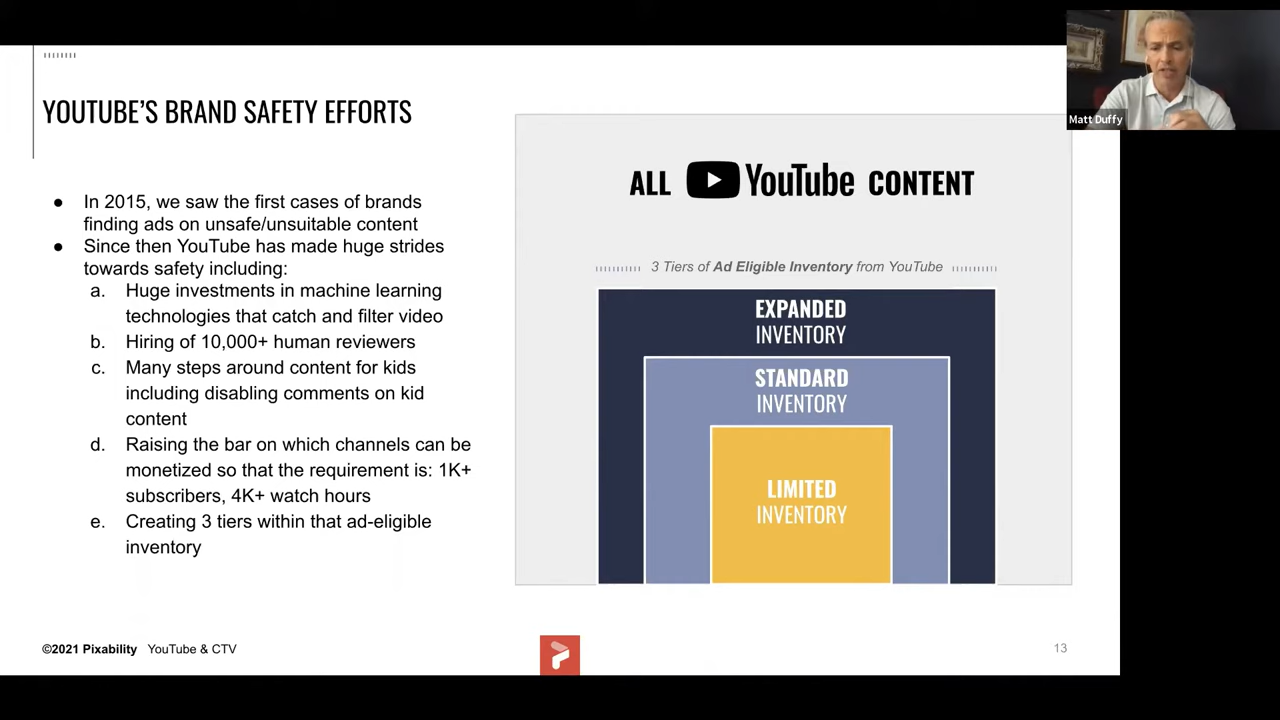 YOUTUBE'S BRAND SAFETY EFFORTS
● In 2015, we saw the first cases of brands
finding ads on unsafe/unsuitable content
● Since then YouTube has made huge strides
towards safety including:
a. Huge investments in machine learning
technologies that catch and filter video
b. Hiring of 10,000+ human reviewers
c. Many steps around content for kids
including disabling comments on kid
content
d. Raising the bar on which channels can be
monetized so that the requirement is: 1K+
subscribers, 4K+ watch hours
e. Creating 3 tiers within that ad-eligible
inventory
ALL YouTube CONTENT
3 Tiers of Ad Eligible Inventory from YouTube
EXPANDED
INVENTORY
STANDARD
INVENTORY
LIMITED
INVENTORY
©2021 Pixability YouTube & CTV
13
Matt Duffy